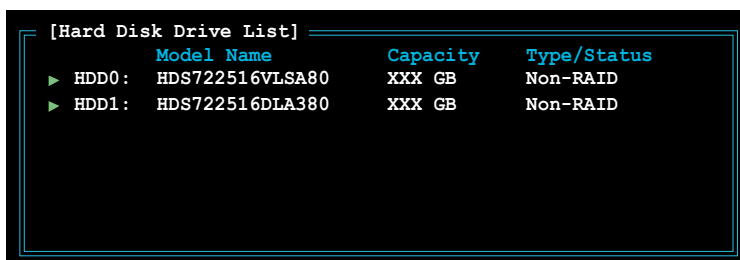 [Hard Disk Drive List]
Model Name Capacity Type/Status
HDD0: HDS722516VLSA80 XXX GB Non-RAID
HDD1: HDS722516DLA380 XXX GB Non-RAID